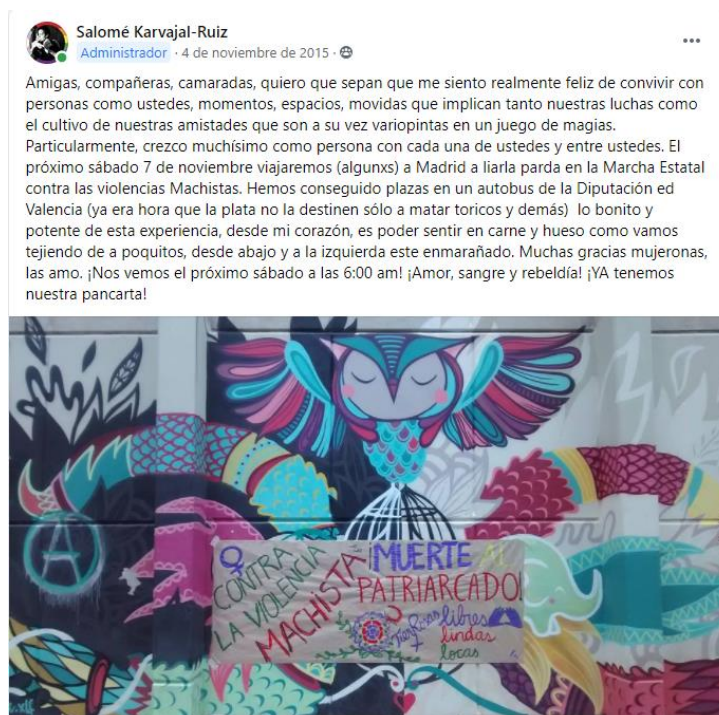 Salomé Karvajal-Ruiz
Administrador · 4 de noviembre de 2015 ·
Amigas, compañeras, camaradas, quiero que sepan que me siento realmente feliz de convivir con
personas como ustedes, momentos, espacios, movidas que implican tanto nuestras luchas como
el cultivo de nuestras amistades que son a su vez variopintas en un juego de magias.
Particularmente, crezco muchísimo como persona con cada una de ustedes y entre ustedes. El
próximo sábado 7 de noviembre viajaremos (algunxs) a Madrid a liarla parda en la Marcha Estatal
contra las violencias Machistas. Hemos conseguido plazas en un autobus de la Diputación ed
Valencia (ya era hora que la plata no la destinen sólo a matar toricos y demás) lo bonito y
potente de esta experiencia, desde mi corazón, es poder sentir en carne y hueso como vamos
tejiendo de a poquitos, desde abajo y a la izquierda este enmarañado. Muchas gracias mujeronas,
las amo. ¡Nos vemos el próximo sábado a las 6:00 am! ¡Amor, sangre y rebeldía! ¡YA tenemos
nuestra pancarta!
A
CONTRA
LA VIOLENCIA
MACHISTA
¡MUERTE AL
PATRIARCADO!
libres
lindas
locas